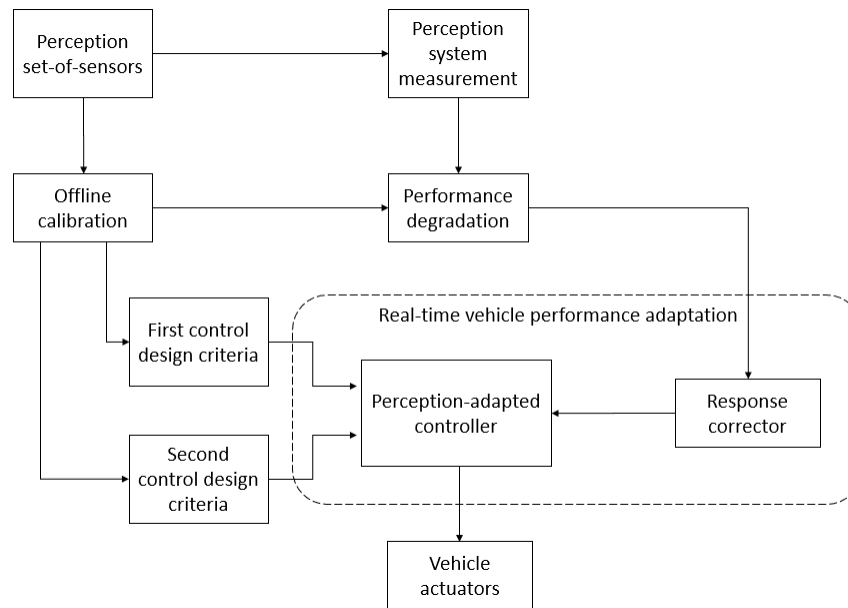 Perception
set-of-sensors
Perception
system
measurement
Offline
calibration
Performance
degradation
First control
design criteria
Real-time vehicle performance adaptation
Perception-adapted
controller
Response
corrector
Second
control design
criteria
Vehicle
actuators